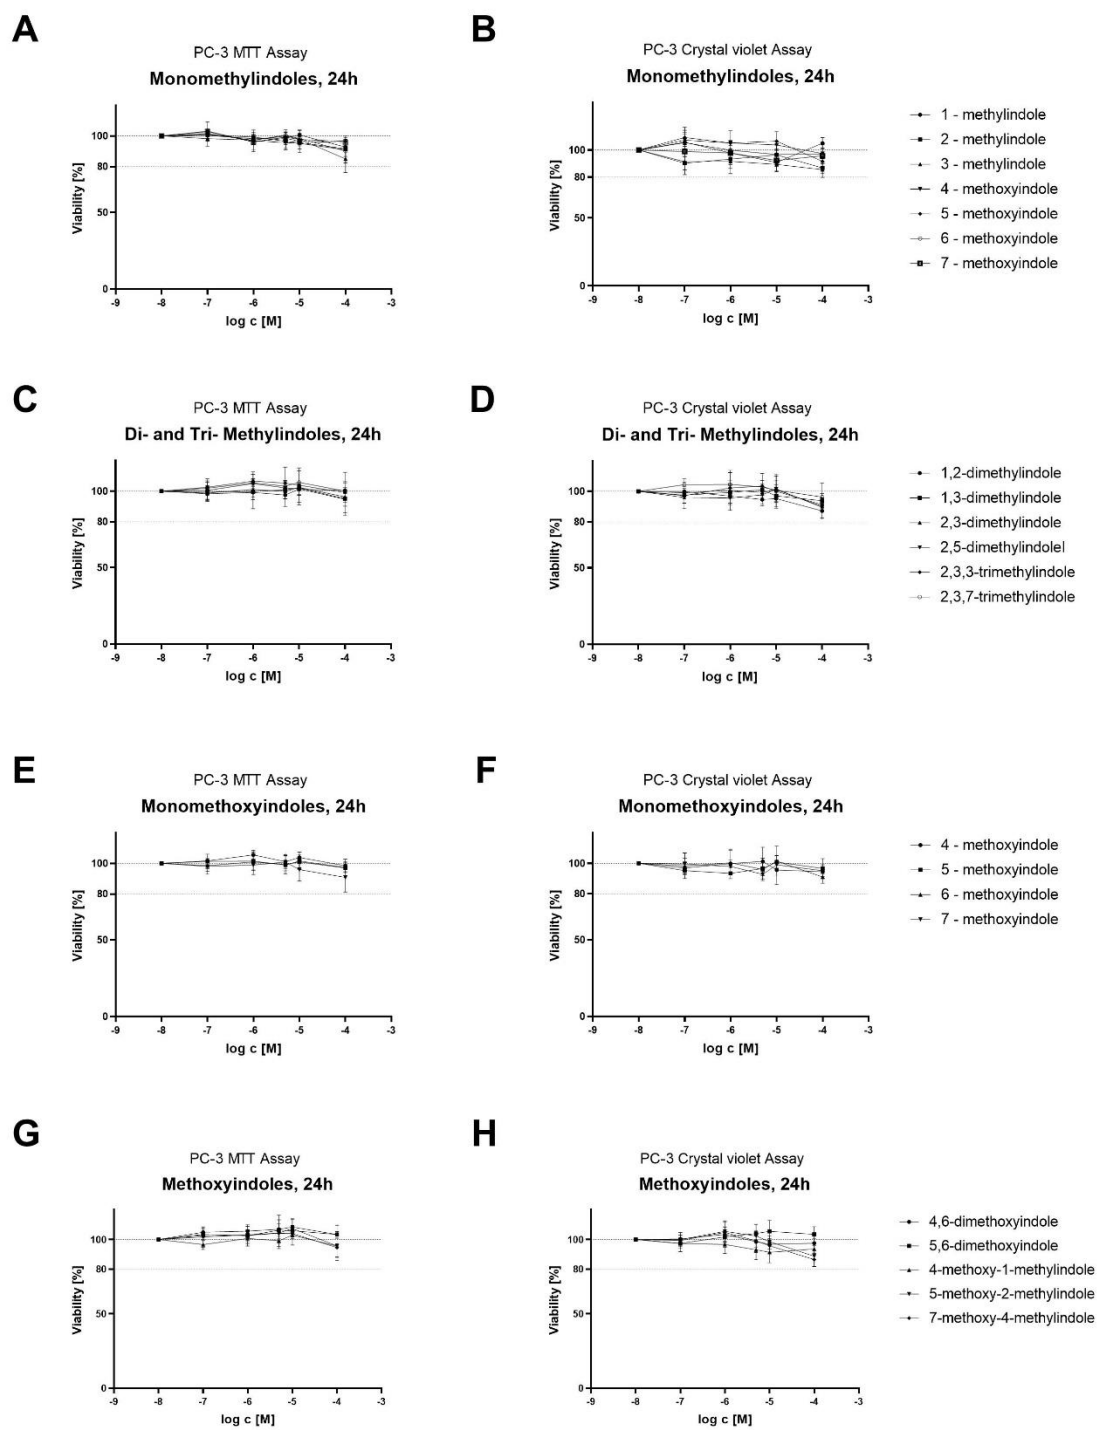 A
PC-3 MTT Assay
Monomethylindoles, 24h
Viability [%]
100
80
50
0
-9 -8 -7 -6 -5 -4 -3
log c [M]
B
PC-3 Crystal violet Assay
Monomethylindoles, 24h
Viability [%]
100
80
50
0
-9 -8 -7 -6 -5 -4 -3
log c [M]
1 - methylindole
2 - methylindole
3 - methylindole
4 - methoxyindole
5 - methoxyindole
6 - methoxyindole
7 - methoxyindole
C
PC-3 MTT Assay
Di- and Tri- Methylindoles, 24h
Viability [%]
100
80
50
0
-9 -8 -7 -6 -5 -4 -3
log c [M]
D
PC-3 Crystal violet Assay
Di- and Tri- Methylindoles, 24h
Viability [%]
100
80
50
0
-9 -8 -7 -6 -5 -4 -3
log c [M]
1,2-dimethylindole
1,3-dimethylindole
2,3-dimethylindole
2,5-dimethylindolel
2,3,3-trimethylindole
2,3,7-trimethylindole
E
PC-3 MTT Assay
Monomethoxyindoles, 24h
Viability [%]
100
80
50
0
-9 -8 -7 -6 -5 -4 -3
log c [M]
F
PC-3 Crystal violet Assay
Monomethoxyindoles, 24h
Viability [%]
100
80
50
0
-9 -8 -7 -6 -5 -4 -3
log c [M]
4 - methoxyindole
5 - methoxyindole
6 - methoxyindole
7 - methoxyindole
G
PC-3 MTT Assay
Methoxyindoles, 24h
Viability [%]
100
80
50
0
-9 -8 -7 -6 -5 -4 -3
log c [M]
H
PC-3 Crystal violet Assay
Methoxyindoles, 24h
Viability [%]
100
80
50
0
-9 -8 -7 -6 -5 -4 -3
log c [M]
4,6-dimethoxyindole
5,6-dimethoxyindole
4-methoxy-1-methylindole
5-methoxy-2-methylindole
7-methoxy-4-methylindole